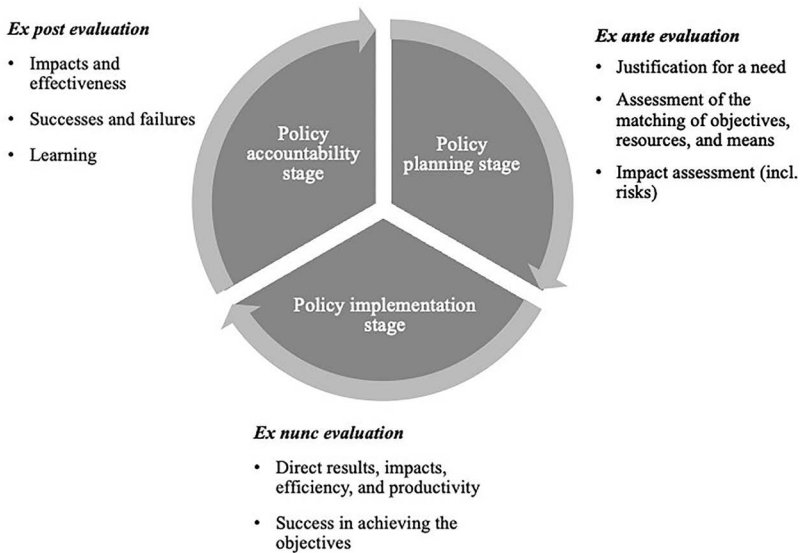 Ex post evaluation
• Impacts and
effectiveness
• Successes and failures
• Learning
Policy
accountability
stage
Policy
planning stage
Ex ante evaluation
• Justification for a need
• Assessment of the
matching of objectives,
resources, and means
• Impact assessment (incl.
risks)
Policy implementation
stage
Ex nunc evaluation
• Direct results, impacts,
efficiency, and productivity
• Success in achieving the
objectives